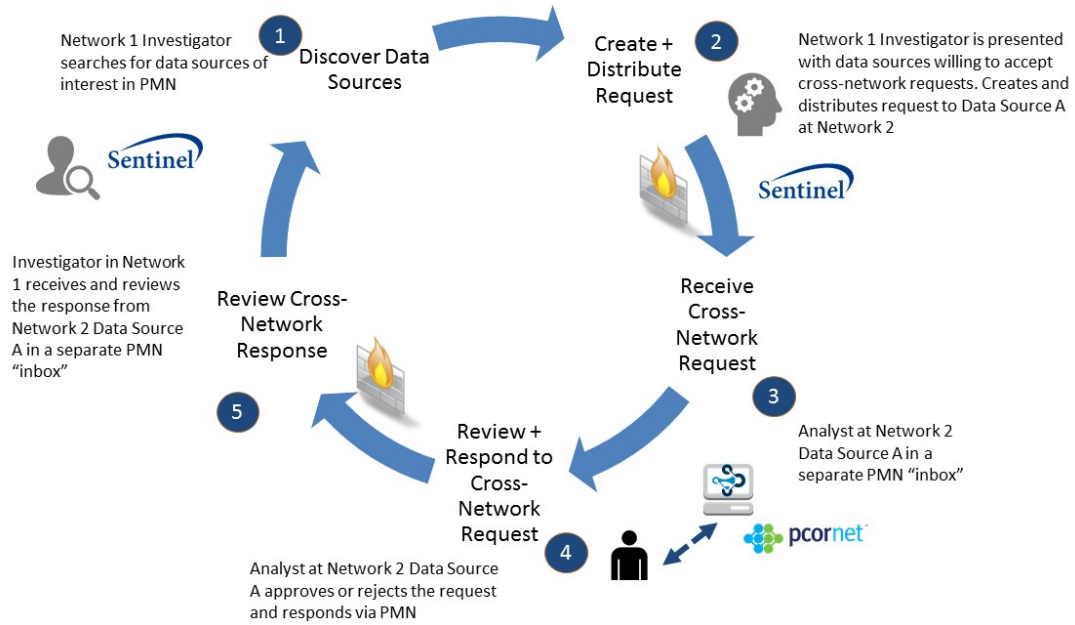 1
Discover Data
Sources
Network 1 Investigator
searches for data sources of
interest in PMN
Sentinel
Create +
Distribute
Request
2
Network 1 Investigator is presented
with data sources willing to accept
cross-network requests. Creates and
distributes request to Data Source A
at Network 2
Sentinel
Receive
Cross-
Network
Request
3
Analyst at Network 2
Data Source A in a
separate PMN “inbox”
pcornet
Review +
Respond to
Cross-
Network
Request
4
Analyst at Network 2 Data Source
A approves or rejects the request
and responds via PMN
Review Cross-
Network
Response
5
Investigator in Network
1 receives and reviews
the response from
Network 2 Data Source
A in a separate PMN
“inbox”